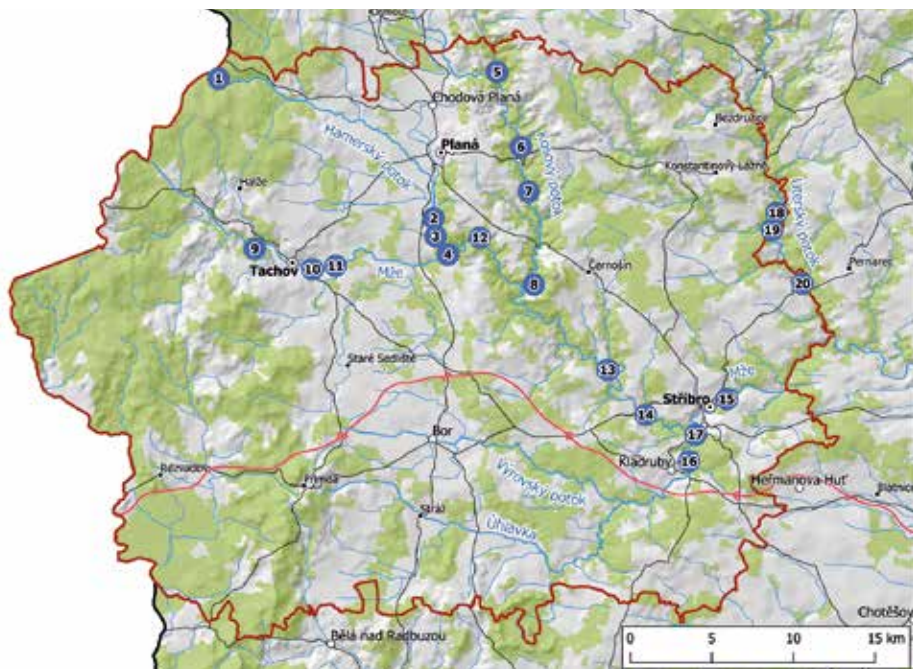 5
1
Chodová Planá
Bezdružice
Hamerský potok
Planá
6
Kosový potok
Konstantinovy Lázně
Halže
7
2
18
Úterský potok
3
12
19
9
4
Tachov
10
11
Mže
Černošín
Pernarec
8
20
Staré Sedliště
13
Mže
Stříbro
15
14
17
Bor
Kladruby
16
Rozvadov
Přimda
Výrovský potok
Heřmanova Huť
Stráž
Úhlavka
Chotěšov
Bělá nad Radbuzou
0 5 10 15 km